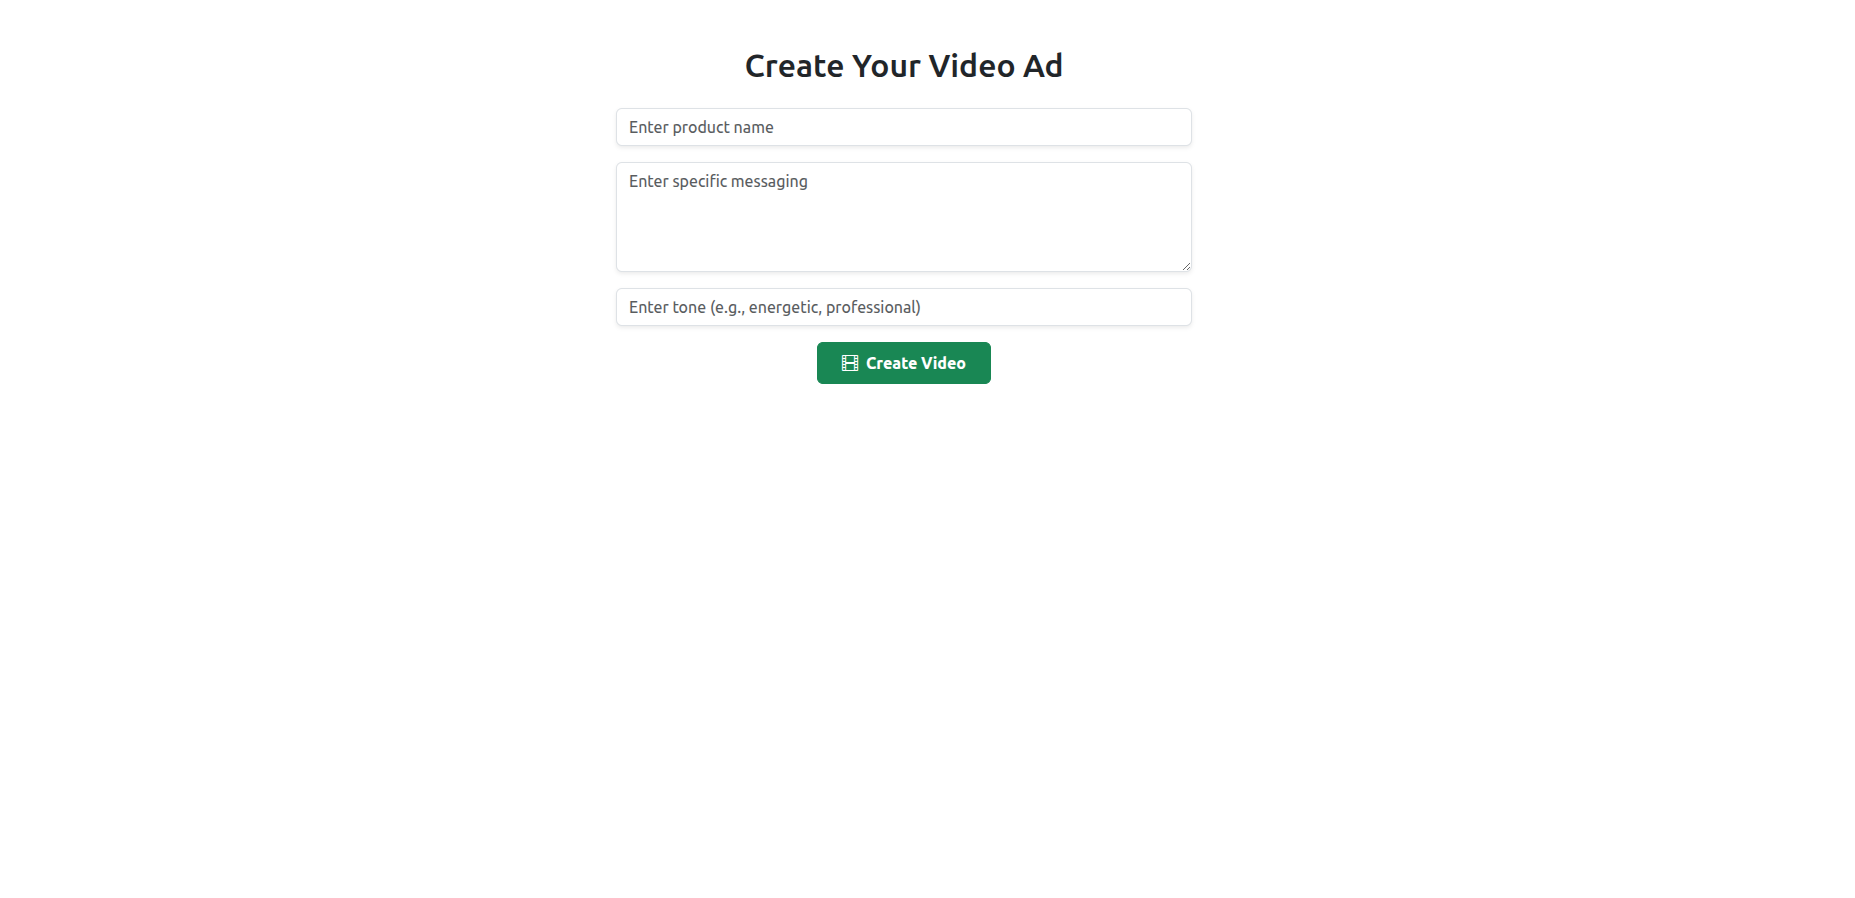 Create Your Video Ad
Enter product name
Enter specific messaging
Enter tone (e.g., energetic, professional)
Create Video